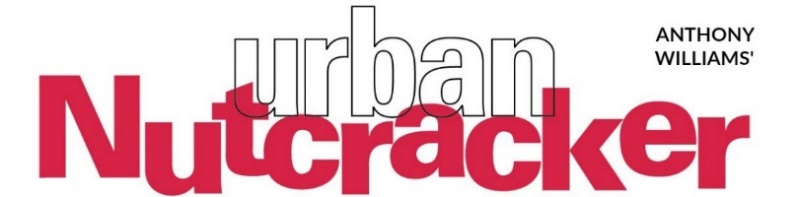 ANTHONY
WILLIAMS'
urban
Nutcracker